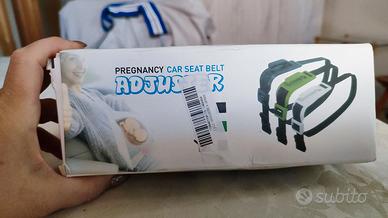 PREGNANCY CAR SEAT BELT
ADJUSTER
subito